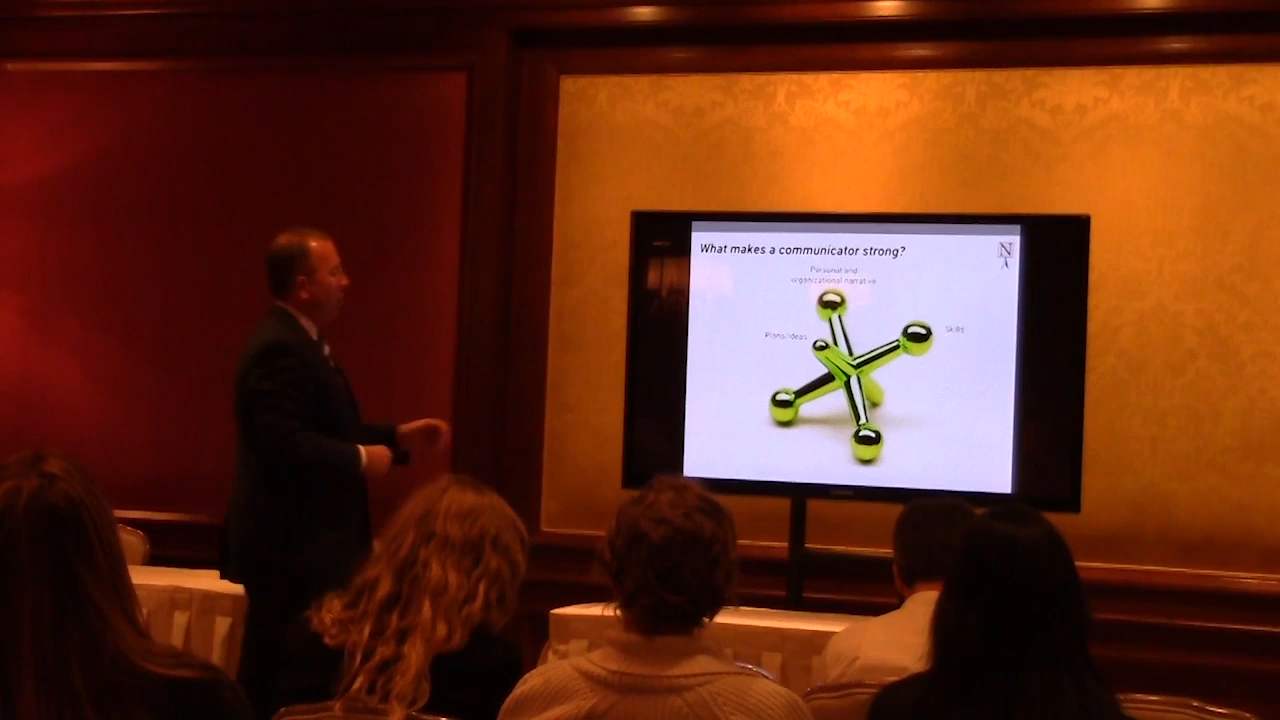 What makes a communicator strong?
N
Personal and
organizational narrative
Plans/Ideas
Skills